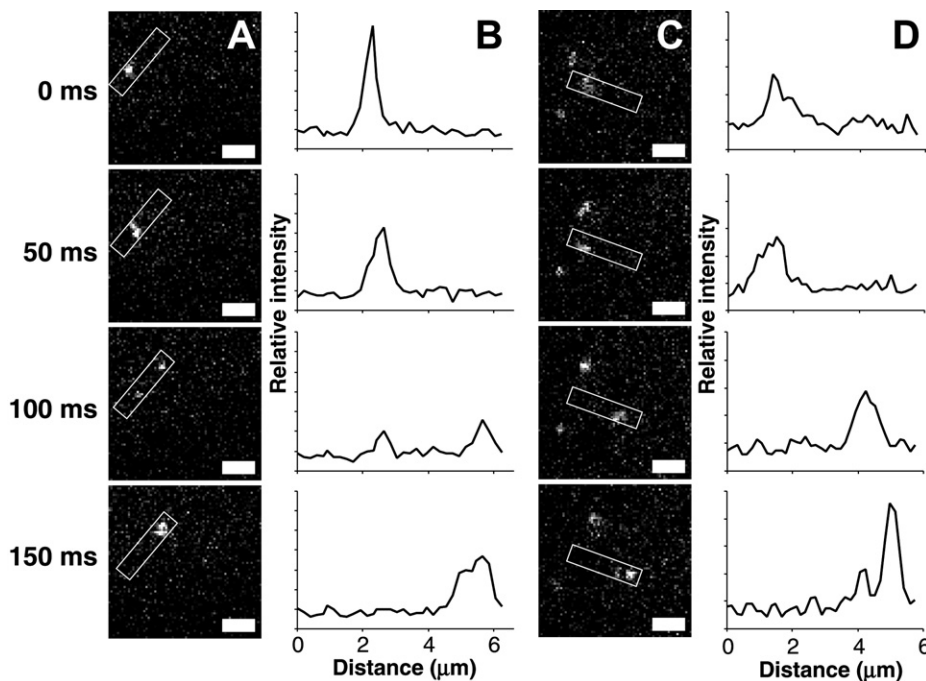 A
B
C
D
0 ms
50 ms
100 ms
150 ms
Relative intensity
Relative intensity
0 2 4 6
Distance (μm)
0 2 4 6
Distance (μm)